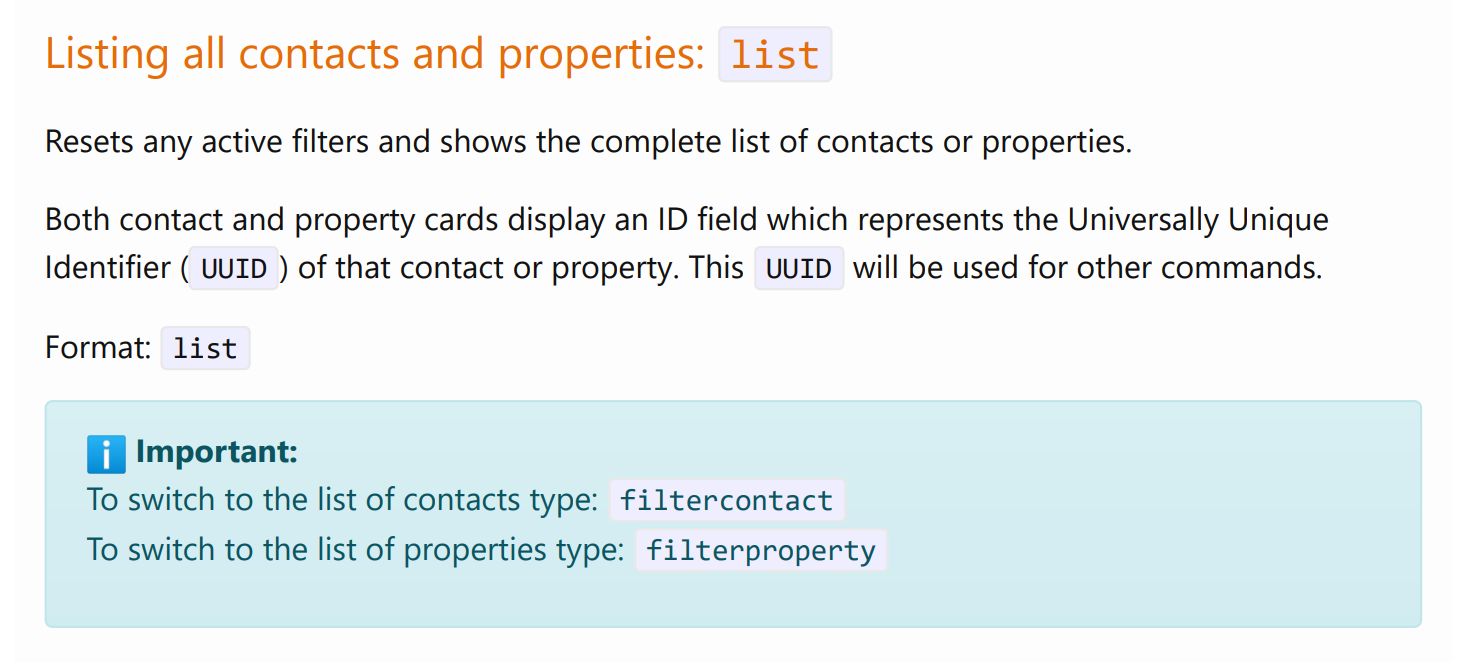 Listing all contacts and properties: list
Resets any active filters and shows the complete list of contacts or properties.
Both contact and property cards display an ID field which represents the Universally Unique
Identifier (UUID) of that contact or property. This UUID will be used for other commands.
Format: list
i Important:
To switch to the list of contacts type: filtercontact
To switch to the list of properties type: filterproperty